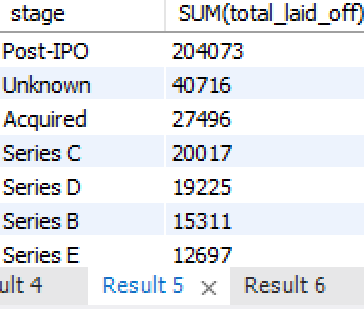 stage SUM(total_laid_off)
Post-IPO 204073
Unknown 40716
Acquired 27496
Series C 20017
Series D 19225
Series B 15311
Series E 12697
ult 4 Result 5 × Result 6